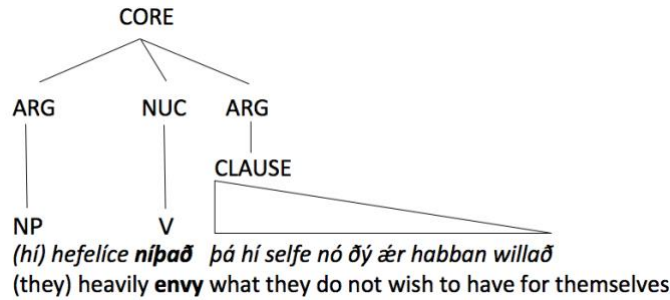 CORE
ARG NUC ARG
CLAUSE
NP V
(hí) hefelíce níþað þá hí selfe nó ðý ǽr habban willað
(they) heavily envy what they do not wish to have for themselves